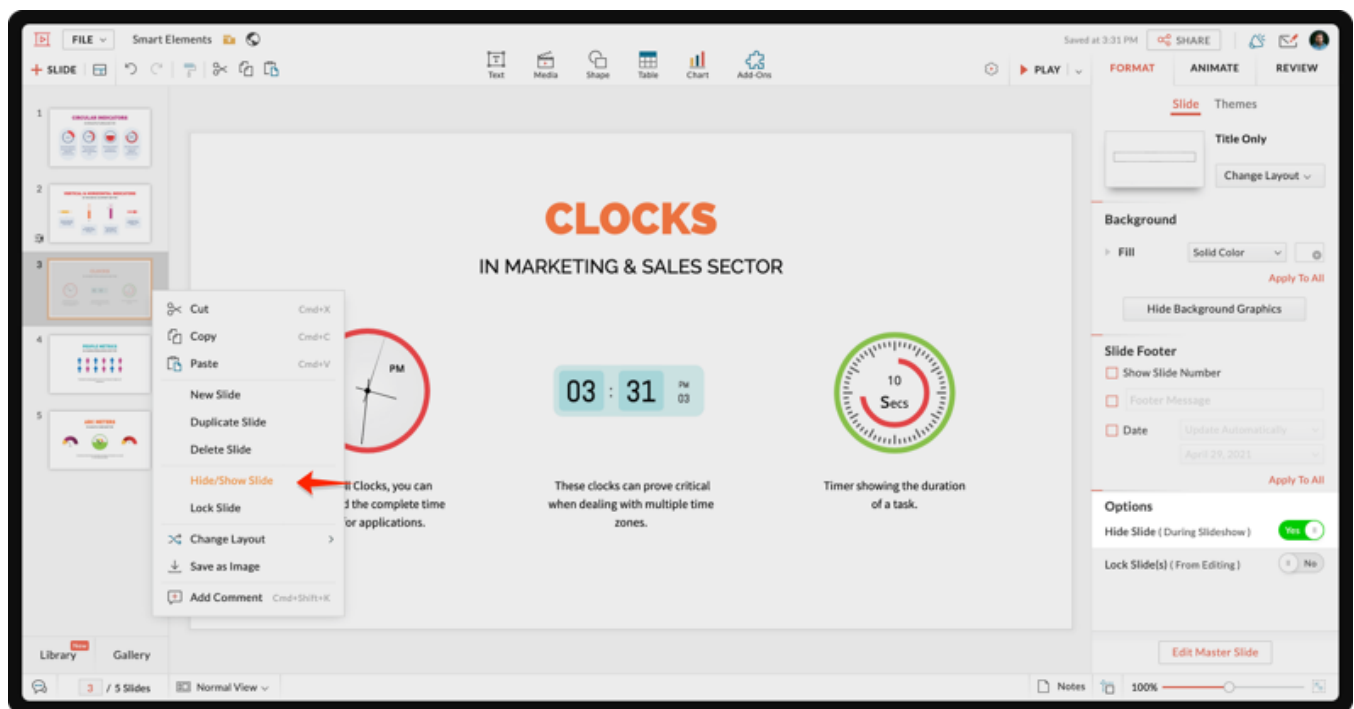 FILE
Smart Elements
Saved at 3:31 PM
SHARE
+ SLIDE
Text
Media
Shape
Table
Chart
Add-Ons
PLAY
FORMAT
ANIMATE
REVIEW
Slide
Themes
Title Only
Change Layout
Background
Fill
Solid Color
Apply To All
Hide Background Graphics
Slide Footer
Show Slide Number
Footer Message
Date
Update Automatically
April 29, 2021
Apply To All
Options
Hide Slide ( During Slideshow )
Yes
Lock Slide(s) ( From Editing )
No
Edit Master Slide
1
CIRCULAR INDICATORS
2
3
4
PEOPLE METRICS
5
CLOCKS
IN MARKETING & SALES SECTOR
PM
03 : 31
PM
03
10
Secs
ll Clocks, you can
d the complete time
for applications.
These clocks can prove critical
when dealing with multiple time
zones.
Timer showing the duration
of a task.
Cut Cmd+X
Copy Cmd+C
Paste Cmd+V
New Slide
Duplicate Slide
Delete Slide
Hide/Show Slide
Lock Slide
Change Layout
Save as Image
Add Comment Cmd+Shift+K
Library
New
Gallery
3 / 5 Slides
Normal View
Notes
100%